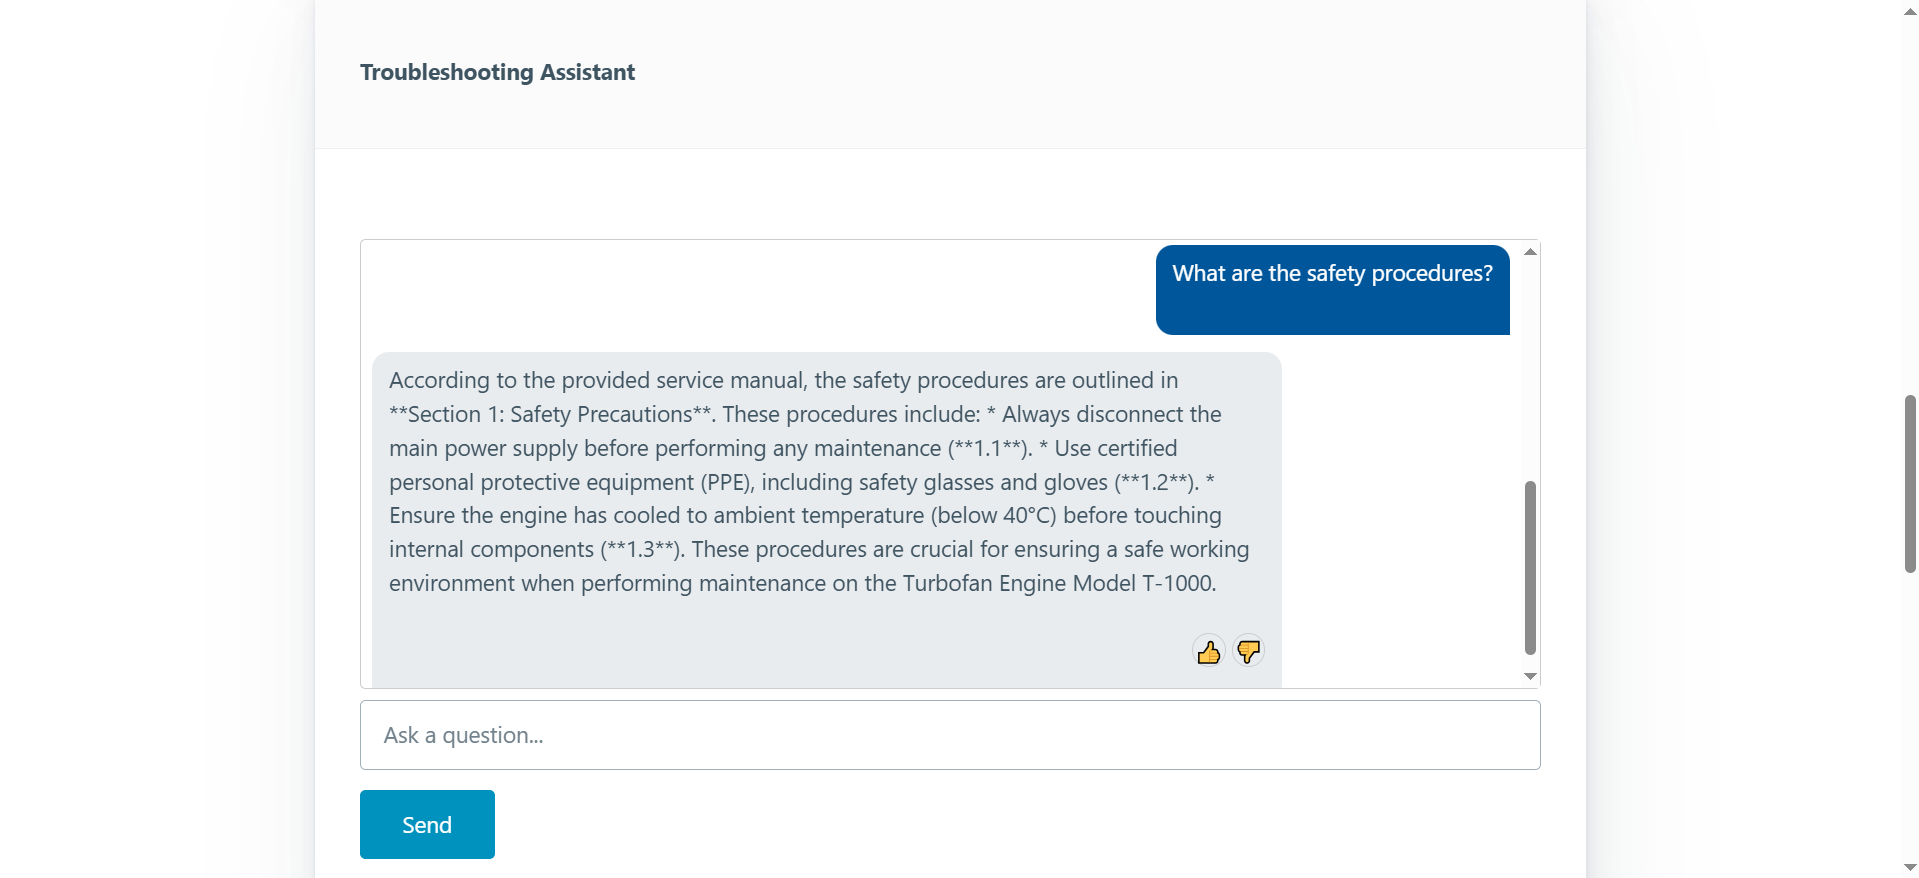 Troubleshooting Assistant
What are the safety procedures?
According to the provided service manual, the safety procedures are outlined in
**Section 1: Safety Precautions**. These procedures include: * Always disconnect the
main power supply before performing any maintenance (**1.1**). * Use certified
personal protective equipment (PPE), including safety glasses and gloves (**1.2**). *
Ensure the engine has cooled to ambient temperature (below 40°C) before touching
internal components (**1.3**). These procedures are crucial for ensuring a safe working
environment when performing maintenance on the Turbofan Engine Model T-1000.
Ask a question...
Send